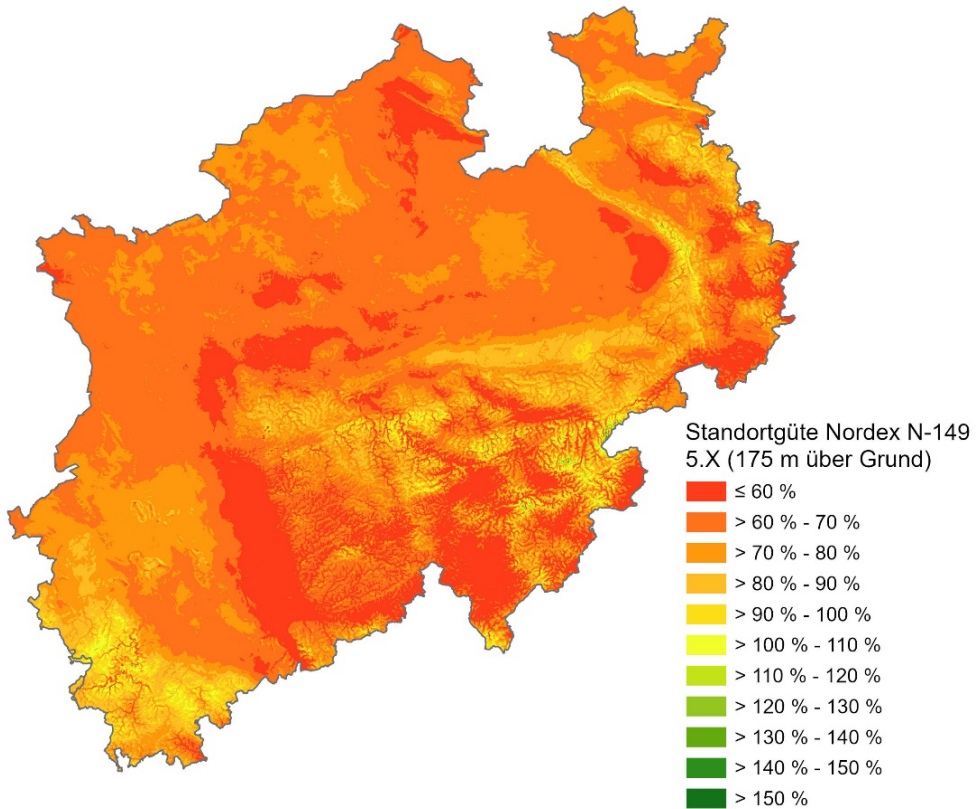 Standortgüte Nordex N-149
5.X (175 m über Grund)
≤ 60 %
> 60 % - 70 %
> 70 % - 80 %
> 80 % - 90 %
> 90 % - 100 %
> 100 % - 110 %
> 110 % - 120 %
> 120 % - 130 %
> 130 % - 140 %
> 140 % - 150 %
> 150 %